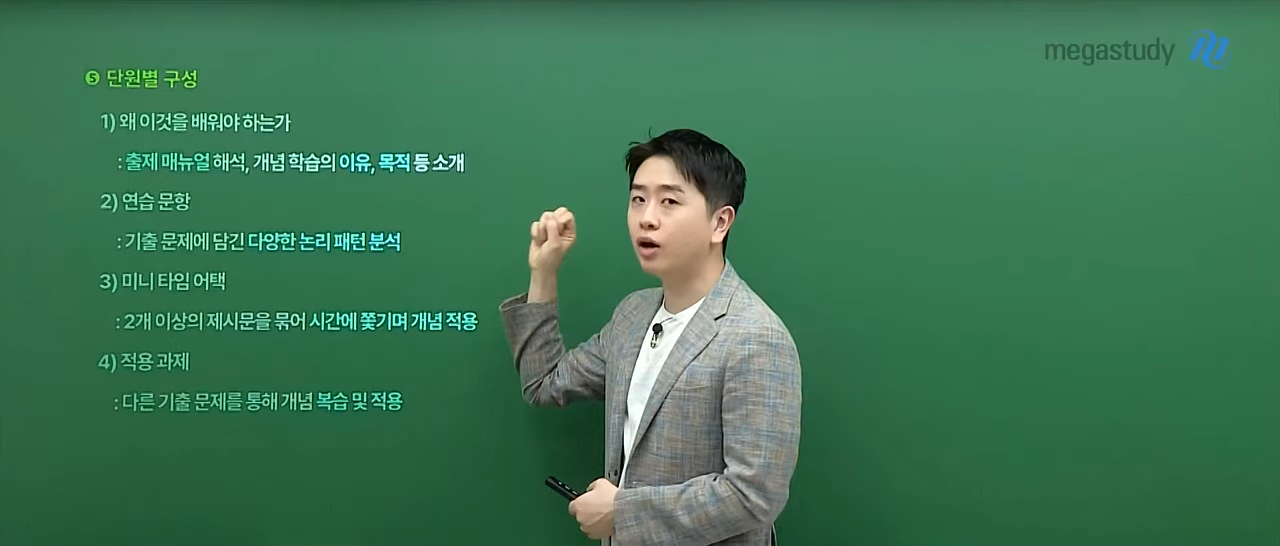 megastudy
❺ 단원별 구성
1) 왜 이것을 배워야 하는가
: 출제 매뉴얼 해석, 개념 학습의 이유, 목적 등 소개
2) 연습 문항
: 기출 문제에 담긴 다양한 논리 패턴 분석
3) 미니 타임 어택
: 2개 이상의 제시문을 묶어 시간에 쫓기며 개념 적용
4) 적용 과제
: 다른 기출 문제를 통해 개념 복습 및 적용